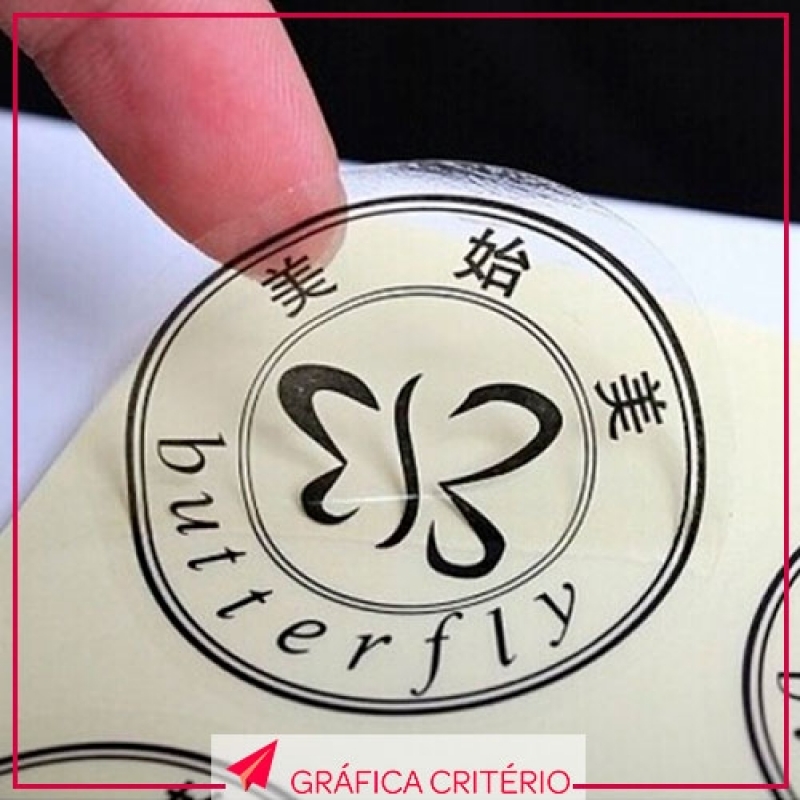 美 始 美
butterfly
GRÁFICA CRITÉRIO